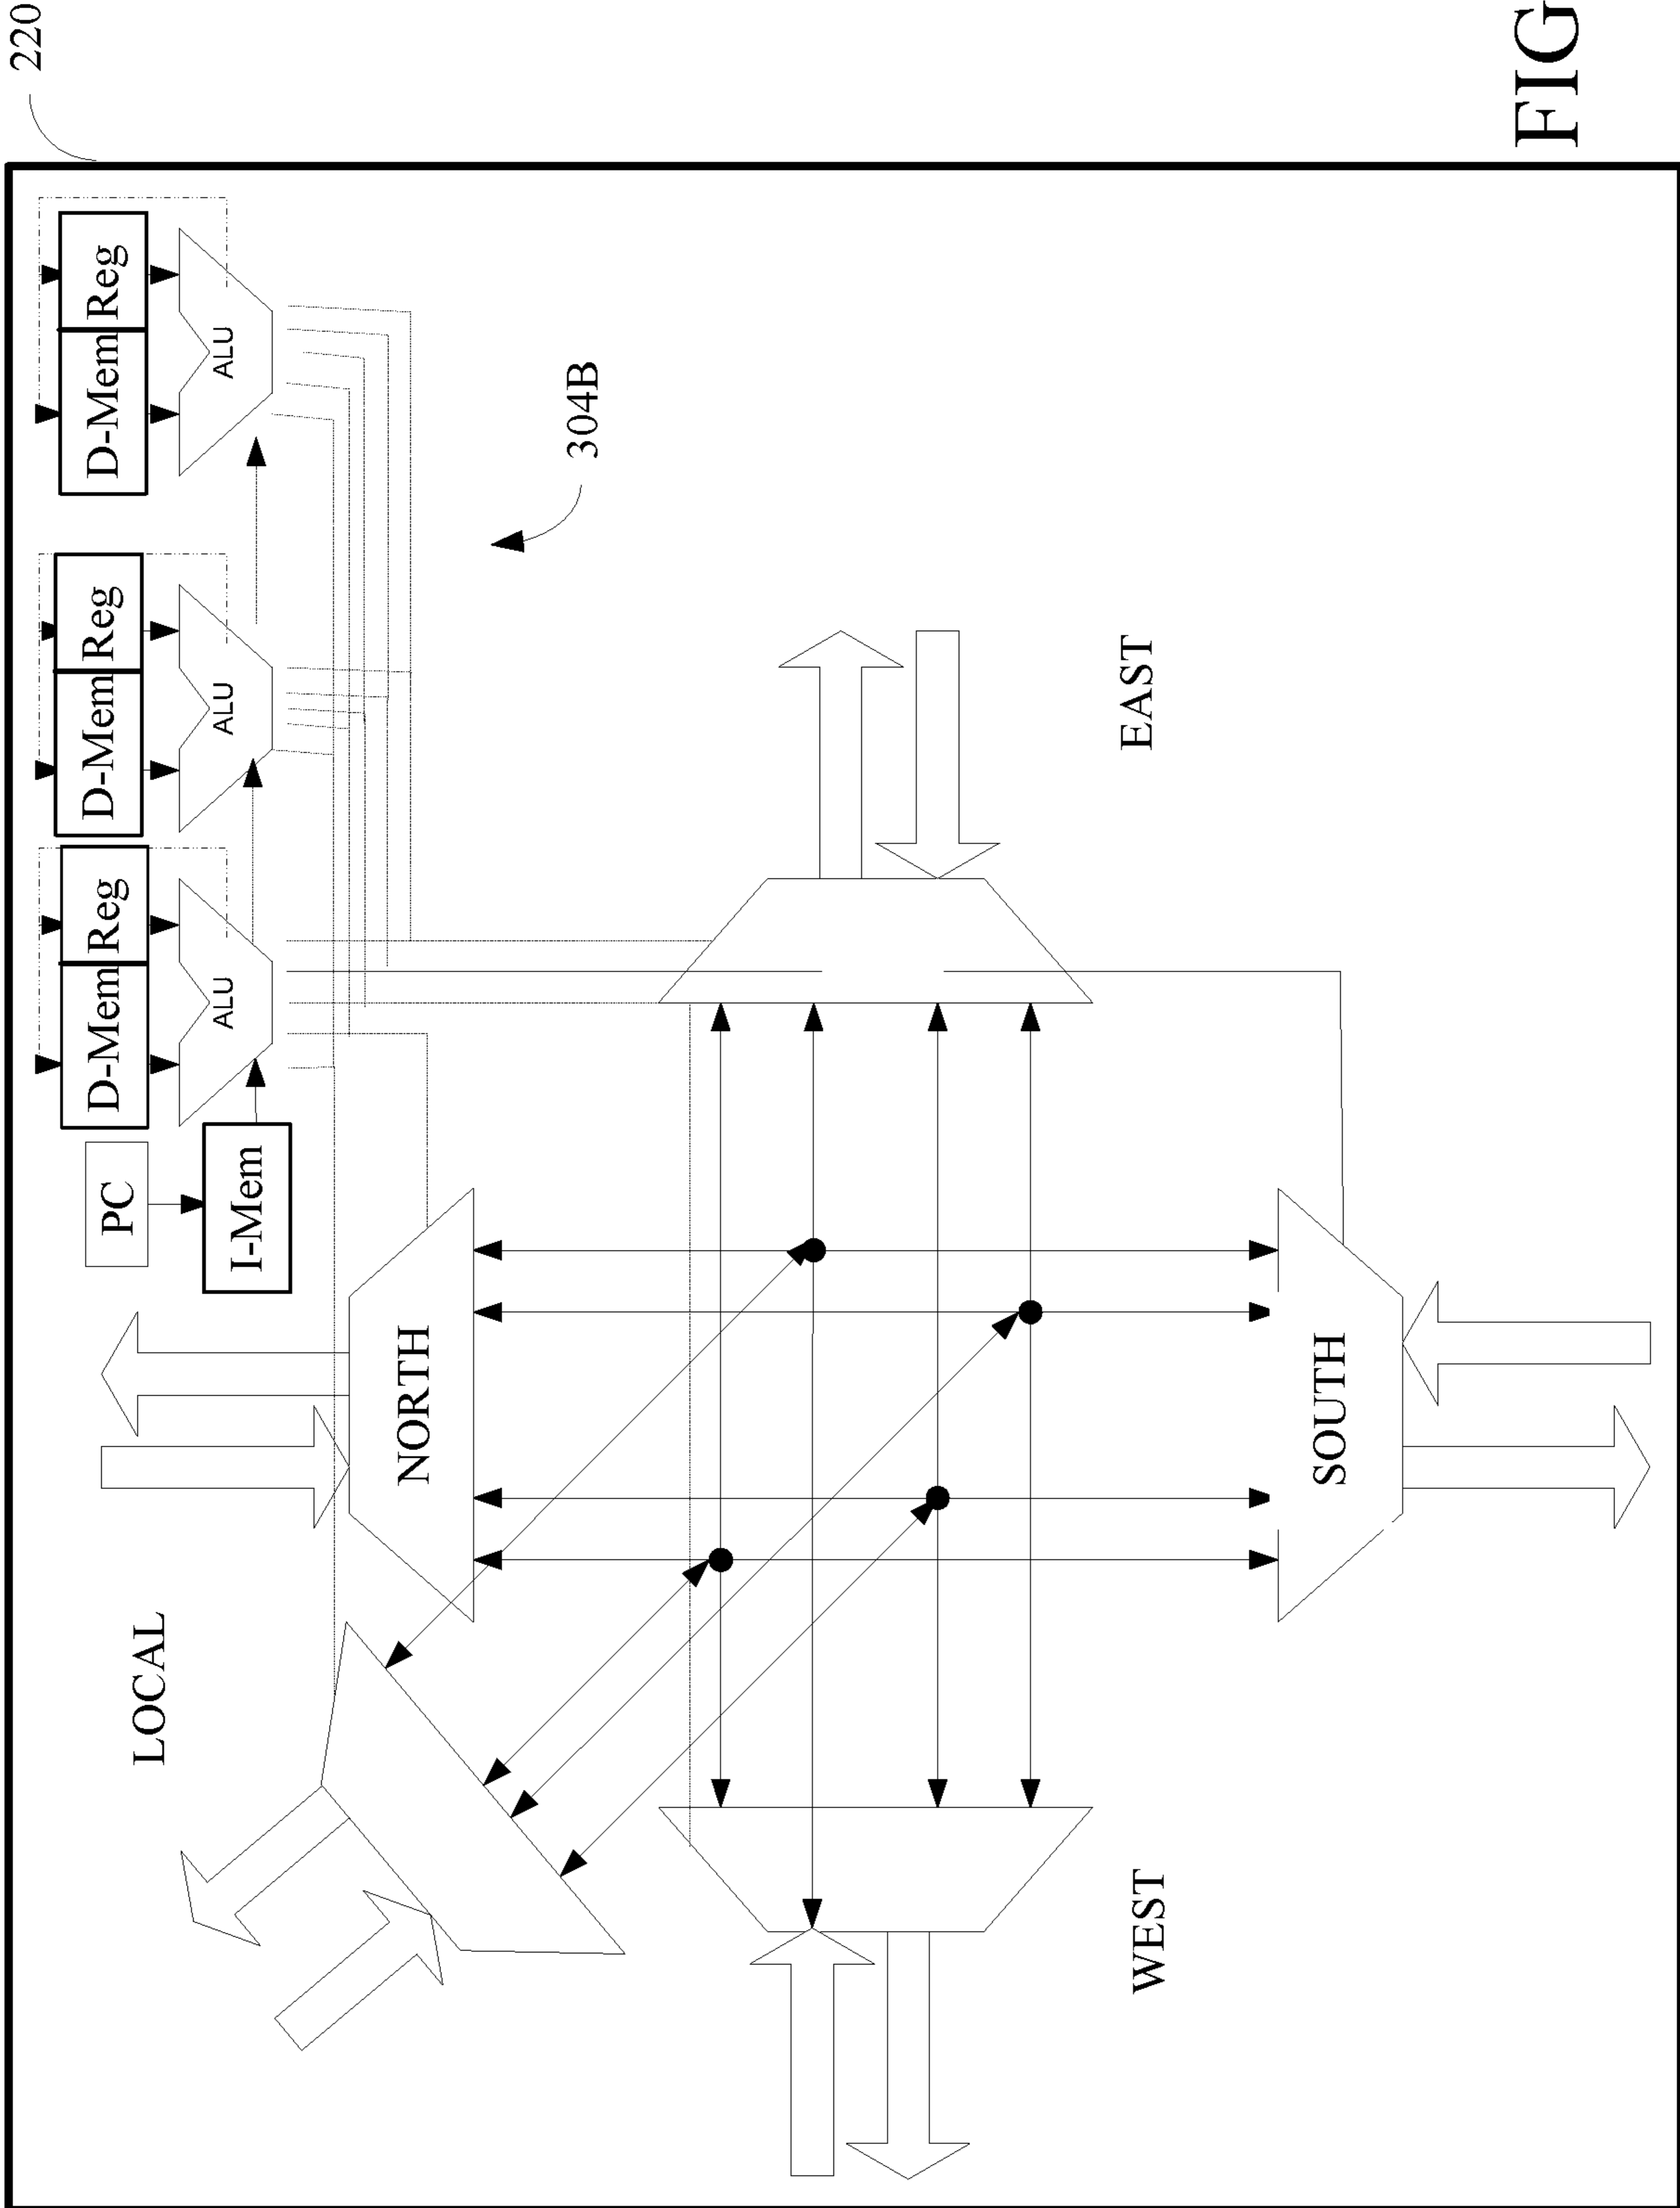 220
PC
D-Mem Reg
D-Mem Reg
D-Mem Reg
LOCAL
I-Mem
ALU
ALU
ALU
NORTH
304B
WEST
EAST
SOUTH
FIG